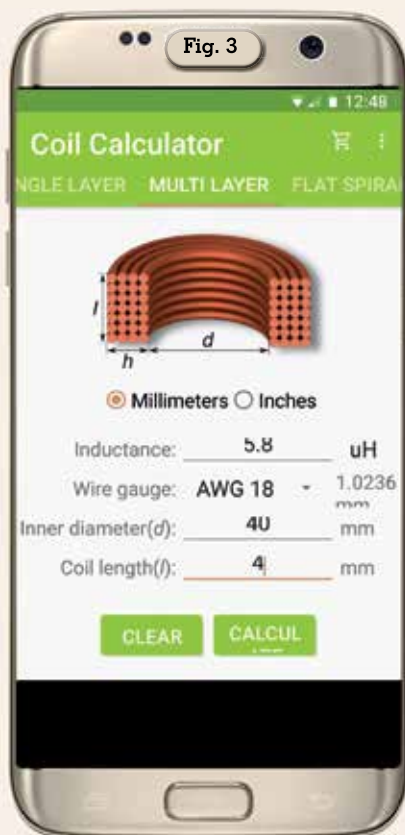 Fig. 3
12:48
Coil Calculator
NGLE LAYER MULTI LAYER FLAT SPIRA
l
h
d
Millimeters Inches
Inductance: 5.8 uH
Wire gauge: AWG 18 1.0236
mm
Inner diameter(d): 40 mm
Coil length(l): 4 mm
CLEAR CALCUL